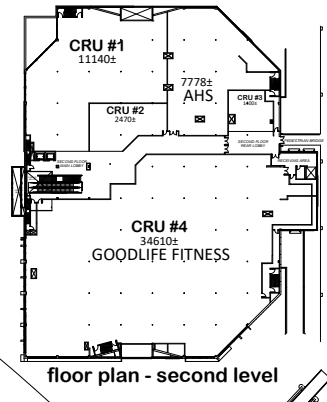 CRU #1
11140±
7778±
AHS
CRU #2
2470±
CRU #3
1400±
SECOND FLOOR
MAIN LOBBY
SECOND FLOOR
REAR LOBBY
PEDESTRIAN BRIDGE
RECEIVING AREA
CRU #4
34610±
GOODLIFE FITNESS
floor plan - second level